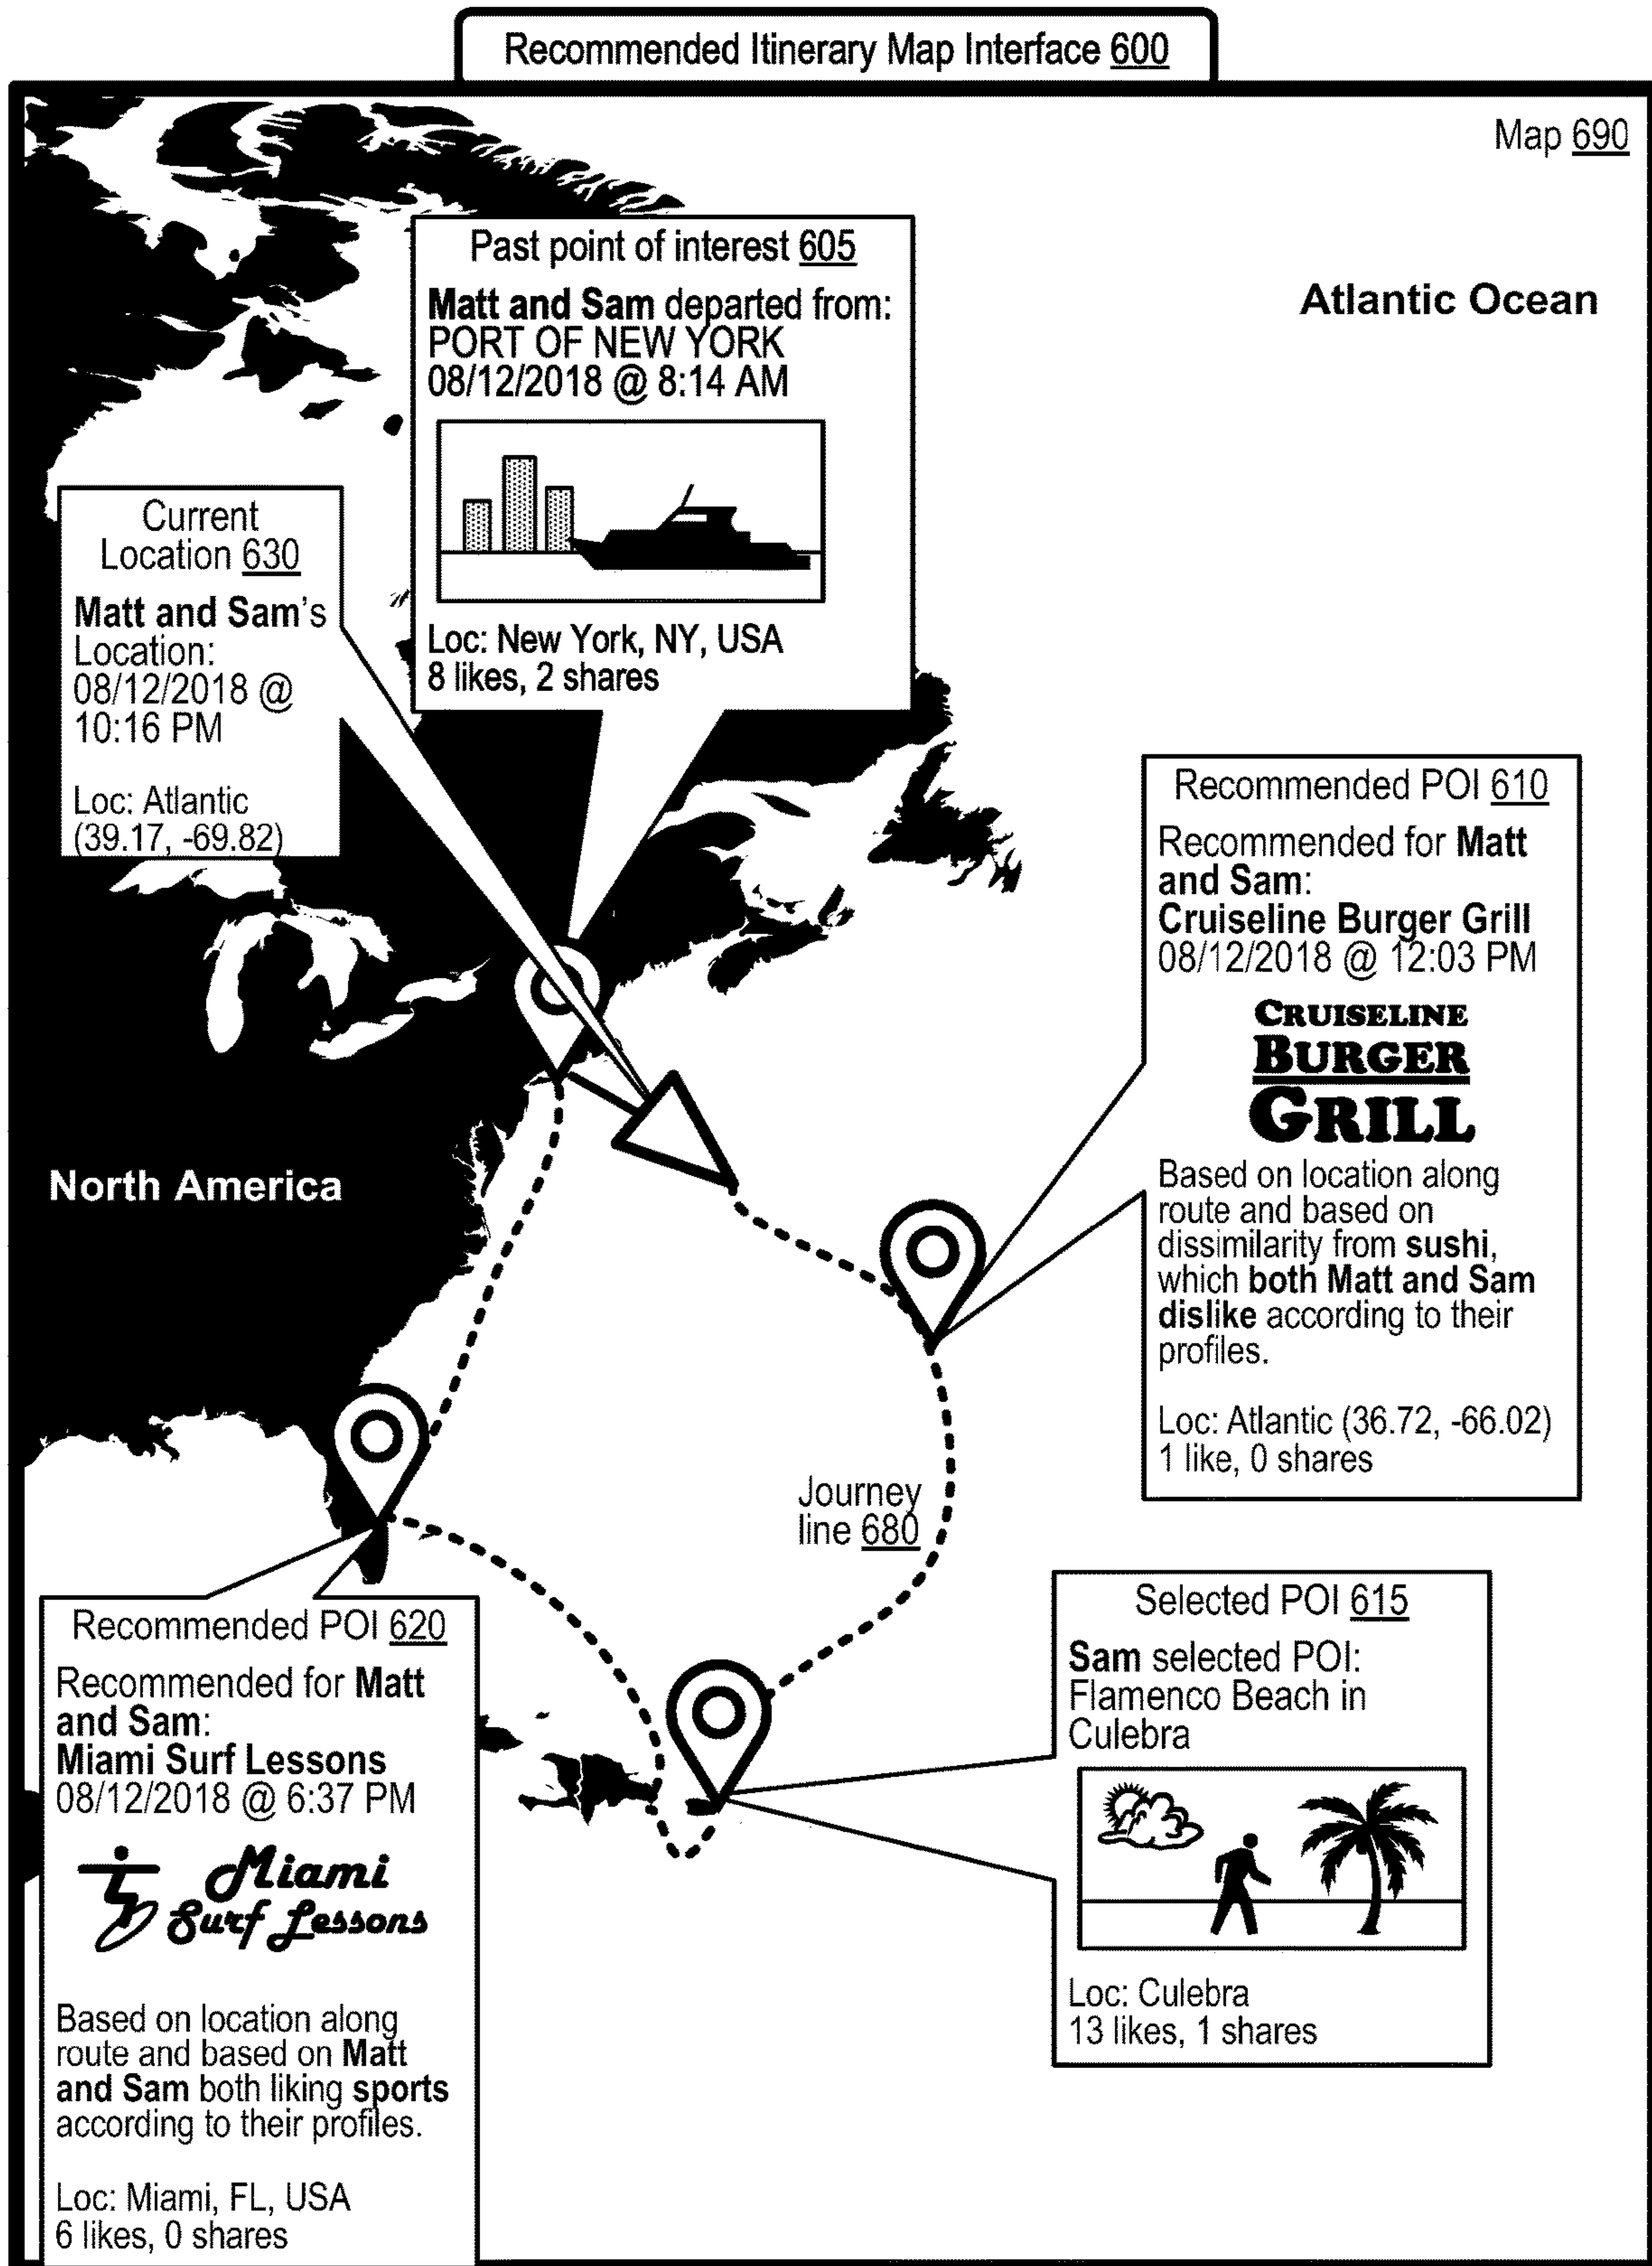 Recommended Itinerary Map Interface 600
Map 690
Atlantic Ocean
Past point of interest 605
Matt and Sam departed from:
PORT OF NEW YORK
08/12/2018 @ 8:14 AM
Loc: New York, NY, USA
8 likes, 2 shares
Current
Location 630
Matt and Sam's
Location:
08/12/2018 @
10:16 PM
Loc: Atlantic
(39.17, -69.82)
Recommended POI 610
Recommended for Matt
and Sam:
Cruiseline Burger Grill
08/12/2018 @ 12:03 PM
CRUISELINE
BURGER
GRILL
Based on location along
route and based on
dissimilarity from sushi,
which both Matt and Sam
dislike according to their
profiles.
Loc: Atlantic (36.72, -66.02)
1 like, 0 shares
North America
Journey
line 680
Selected POI 615
Sam selected POI:
Flamenco Beach in
Culebra
Loc: Culebra
13 likes, 1 shares
Recommended POI 620
Recommended for Matt
and Sam:
Miami Surf Lessons
08/12/2018 @ 6:37 PM
Miami
Surf Lessons
Based on location along
route and based on Matt
and Sam both liking sports
according to their profiles.
Loc: Miami, FL, USA
6 likes, 0 shares